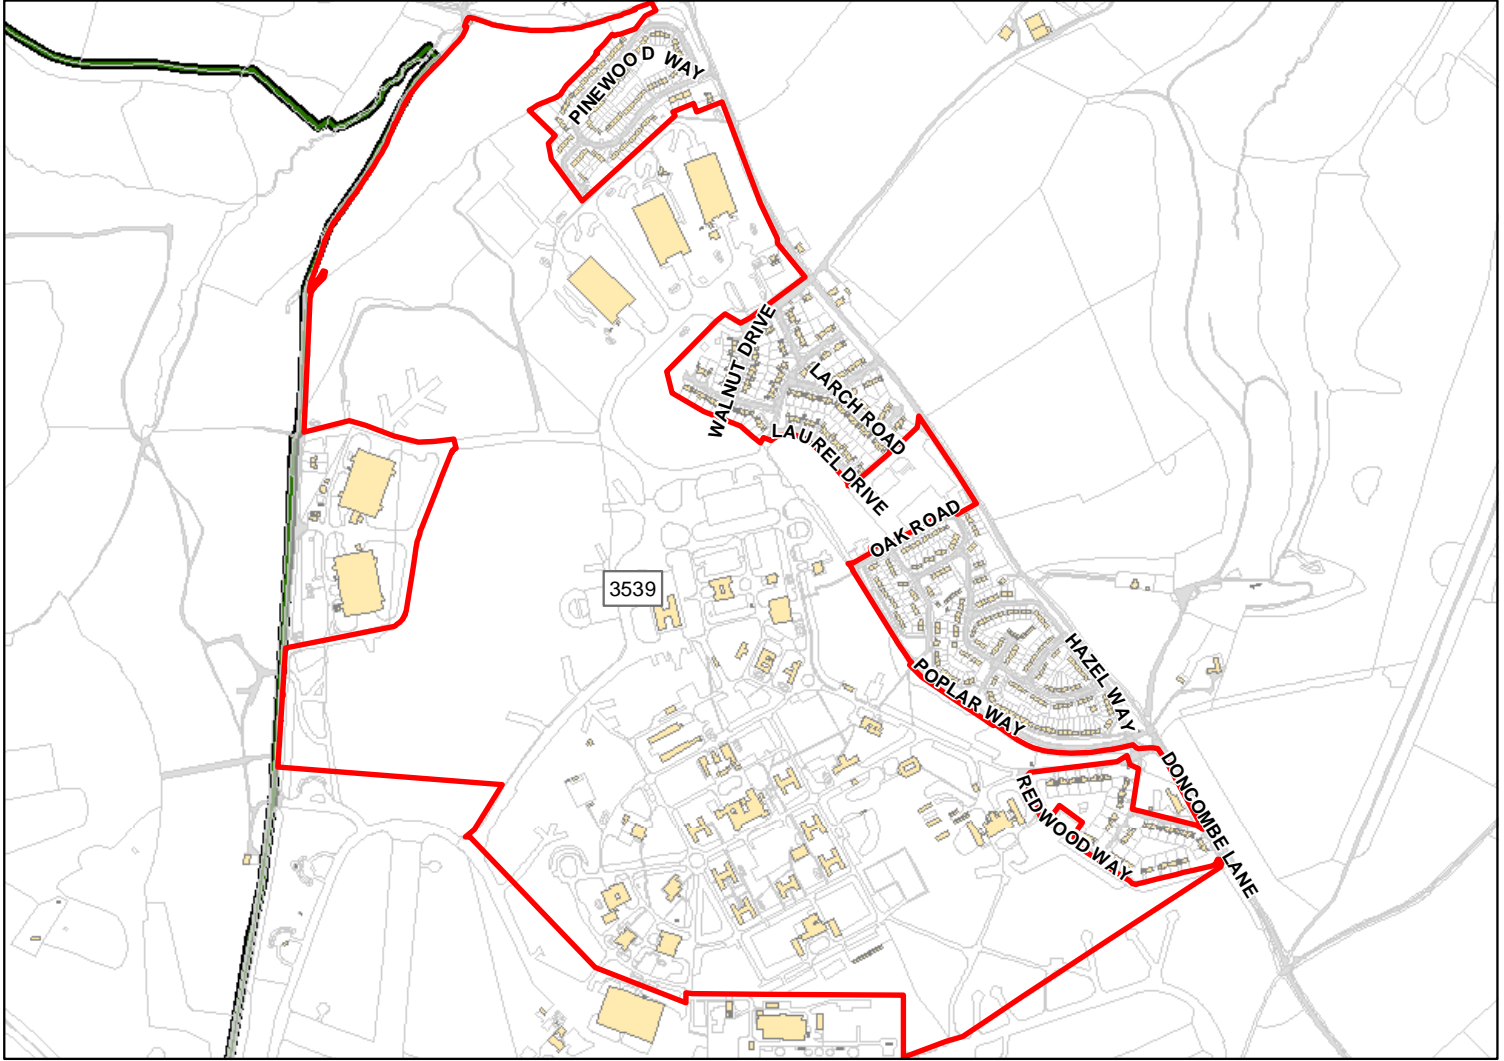 PINEWOOD WAY
WALNUT DRIVE
LARCH ROAD
LAUREL DRIVE
OAK ROAD
3539
HAZEL WAY
POPLAR WAY
DONCOMBE LANE
REDWOOD WAY